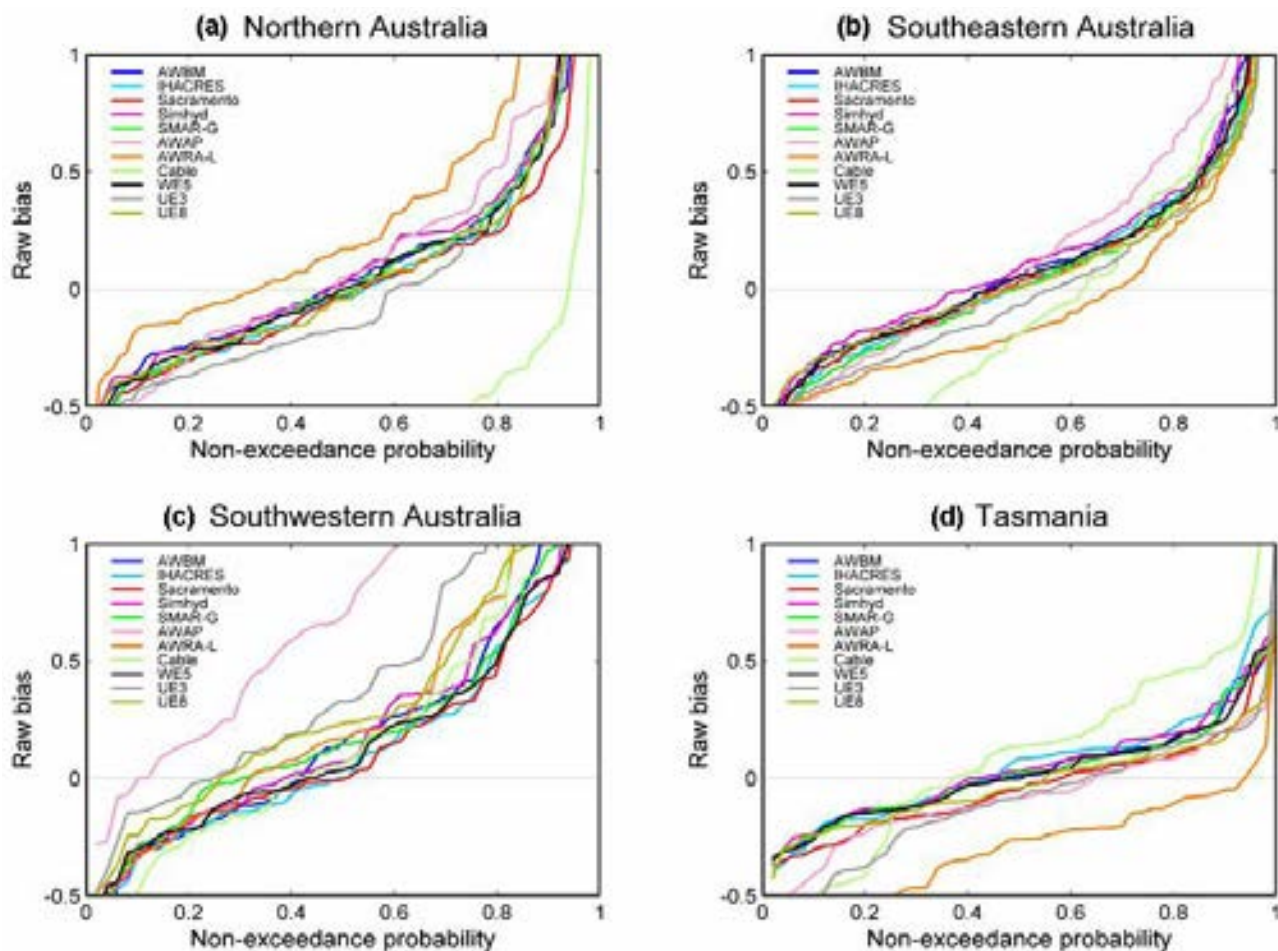 (a) Northern Australia
1
0.5
0
-0.5
Raw bias
AWBM
IHACRES
Sacramento
Simhyd
SMAR-G
AWAP
AWRA-L
Cable
WE5
UE3
UE8
0 0.2 0.4 0.6 0.8 1
Non-exceedance probability
(b) Southeastern Australia
1
0.5
0
-0.5
Raw bias
AWBM
IHACRES
Sacramento
Simhyd
SMAR-G
AWAP
AWRA-L
Cable
WE5
UE3
UE8
0 0.2 0.4 0.6 0.8 1
Non-exceedance probability
(c) Southwestern Australia
1
0.5
0
-0.5
Raw bias
AWBM
IHACRES
Sacramento
Simhyd
SMAR-G
AWAP
AWRA-L
Cable
WE5
UE3
UE8
0 0.2 0.4 0.6 0.8 1
Non-exceedance probability
(d) Tasmania
1
0.5
0
-0.5
Raw bias
AWBM
IHACRES
Sacramento
Simhyd
SMAR-G
AWAP
AWRA-L
Cable
WE5
UE3
UE8
0 0.2 0.4 0.6 0.8 1
Non-exceedance probability